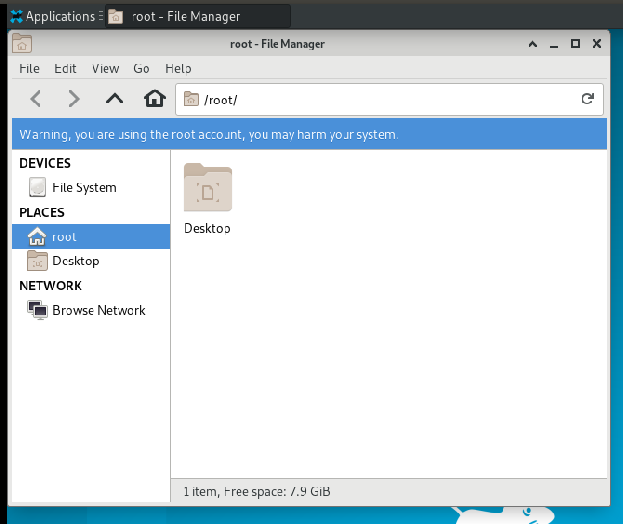 Applications
root - File Manager
root - File Manager
File Edit View Go Help
/root/
Warning, you are using the root account, you may harm your system.
DEVICES
File System
PLACES
root
Desktop
NETWORK
Browse Network
Desktop
1 item, Free space: 7.9 GiB